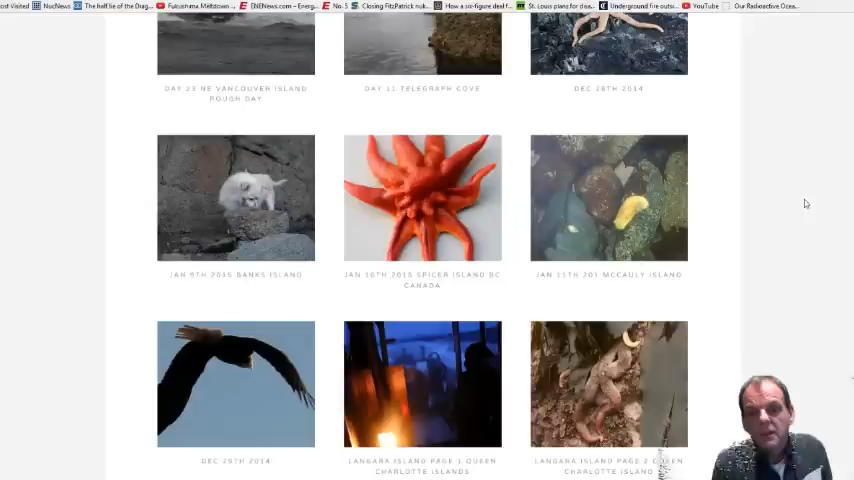 ost Visited NucNews The half life of the Drag... Fukushima Meltdown ... ENENews.com – Energ... No. 5 Closing Fitzpatrick nuk... How a six-figure deal f... St. Louis plans for disa... Underground fire outsi... YouTube Our Radioactive Ocea...
DAY 23 NE VANCOUVER ISLAND
ROUGH DAY
DAY 11 TELEGRAPH COVE
DEC 28TH 2014
JAN 9TH 2015 BANKS ISLAND
JAN 10TH 2015 SPICER ISLAND BC
CANADA
JAN 11TH 201 MCCAULY ISLAND
DEC 29TH 2014
LANGARA ISLAND PAGE 1 QUEEN
CHARLOTTE ISLANDS
LANGARA ISLAND PAGE 2 QUEEN
CHARLOTTE ISLAND